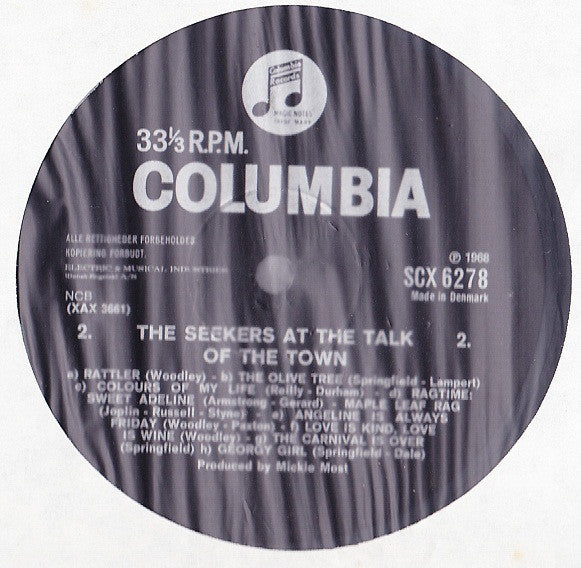 Columbia
Records
MAGIC NOTES
TRADE MARK
33⅓ R.P.M.
COLUMBIA
ALLE RETTIGHEDER FORBEHOLDES
KOPIERING FORBUDT.
ELECTRIC & MUSICAL INDUSTRIES
(Dansk-Engelsk) A/S
℗ 1968
SCX 6278
Made in Denmark
NCB
(XAX 3661)
2.
THE SEEKERS AT THE TALK
OF THE TOWN
2.
a) RATTLER (Woodley) - b) THE OLIVE TREE (Springfield - Lampert)
c) COLOURS OF MY LIFE (Reilly - Durham) - d) RAGTIME:
SWEET ADELINE (Armstrong - Gerard) - MAPLE LEAF RAG
(Joplin - Russell - Styne) - e) ANGELINE IS ALWAYS
FRIDAY (Woodley - Paxton) - f) LOVE IS KIND, LOVE
IS WINE (Woodley) - g) THE CARNIVAL IS OVER
(Springfield) h) GEORGY GIRL (Springfield - Dale)
Produced by Mickie Most